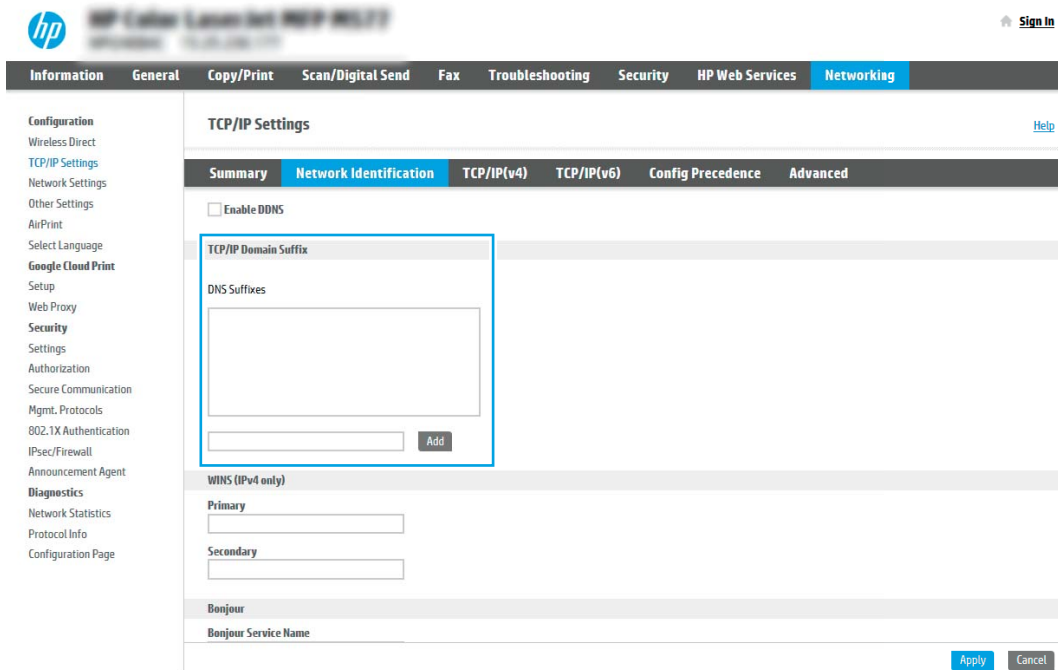 hp
Sign In
Information General Copy/Print Scan/Digital Send Fax Troubleshooting Security HP Web Services Networking
Configuration
Wireless Direct
TCP/IP Settings
Network Settings
Other Settings
AirPrint
Select Language
Google Cloud Print
Setup
Web Proxy
Security
Settings
Authorization
Secure Communication
Mgmt. Protocols
802.1X Authentication
IPsec/Firewall
Announcement Agent
Diagnostics
Network Statistics
Protocol Info
Configuration Page
TCP/IP Settings
Help
Summary Network Identification TCP/IP(v4) TCP/IP(v6) Config Precedence Advanced
Enable DDNS
TCP/IP Domain Suffix
DNS Suffixes
Add
WINS (IPv4 only)
Primary
Secondary
Bonjour
Bonjour Service Name
Apply Cancel